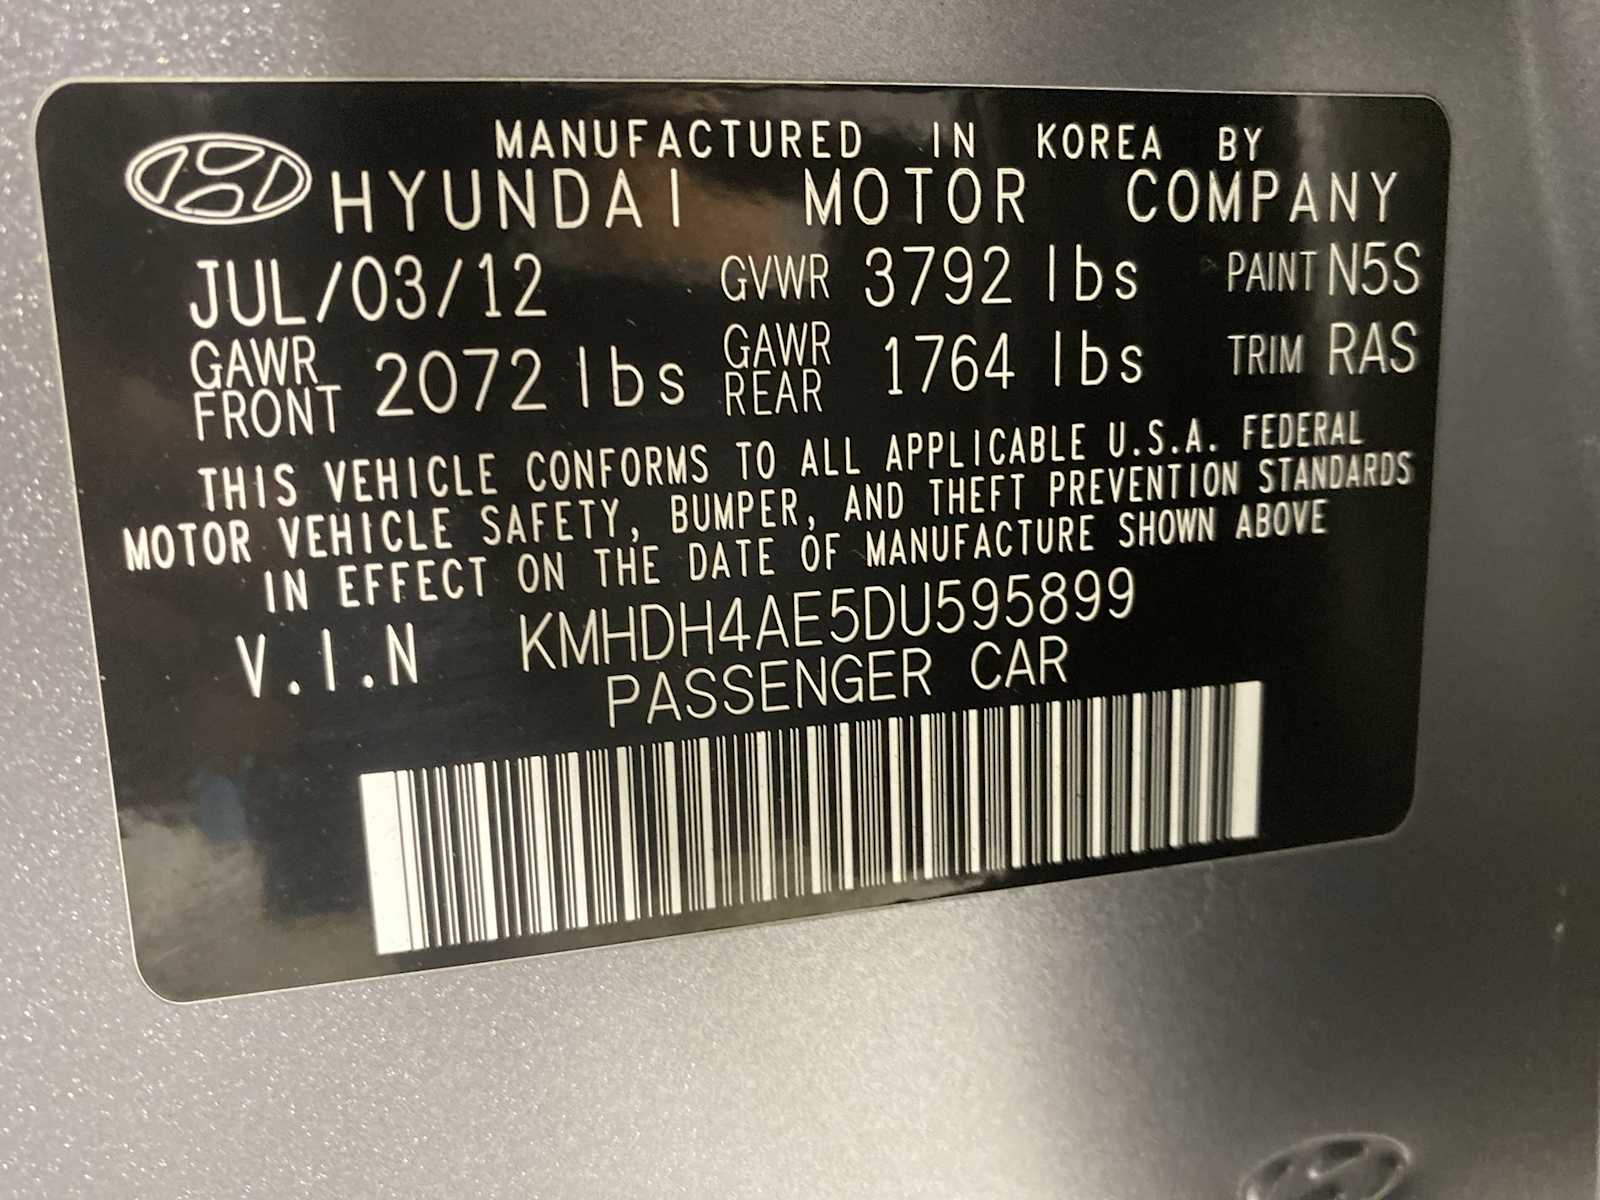 MANUFACTURED IN KOREA BY
HYUNDAI MOTOR COMPANY
JUL/03/12 GVWR 3792 lbs PAINT N5S
GAWR FRONT 2072 lbs GAWR REAR 1764 lbs TRIM RAS
THIS VEHICLE CONFORMS TO ALL APPLICABLE U.S.A. FEDERAL
MOTOR VEHICLE SAFETY, BUMPER, AND THEFT PREVENTION STANDARDS
IN EFFECT ON THE DATE OF MANUFACTURE SHOWN ABOVE
V.I.N KMHDH4AE5DU595899
PASSENGER CAR